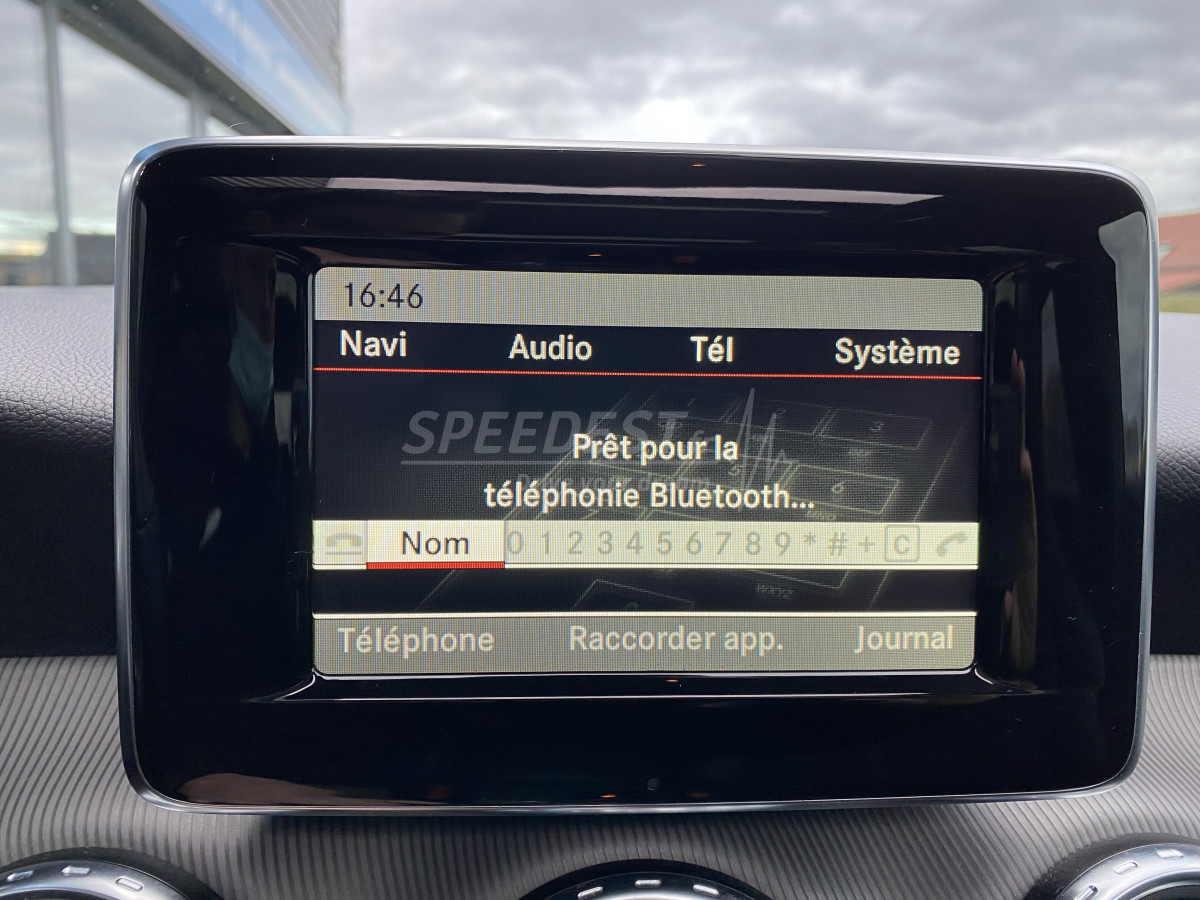 16:46
Navi Audio Tél Système
SPEEDEST
Prêt pour la
téléphonie Bluetooth...
Nom 0 1 2 3 4 5 6 7 8 9 * # + C
Téléphone Raccorder app. Journal